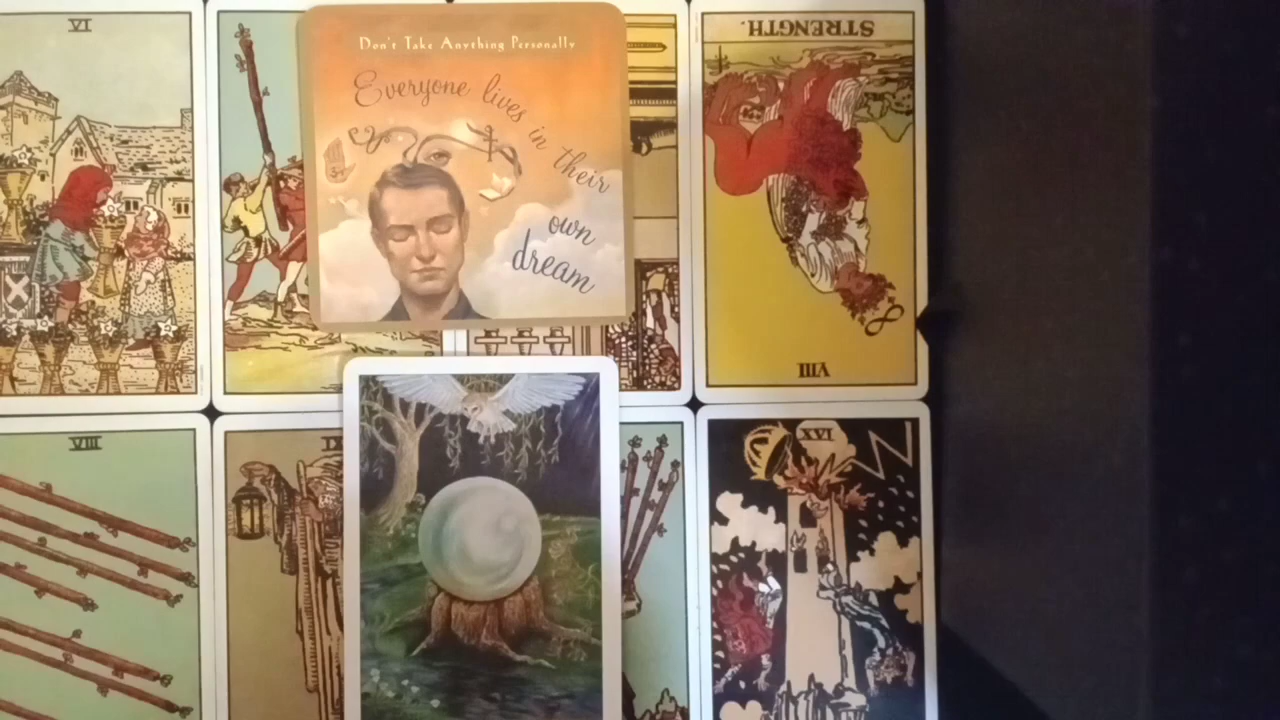 VI
Don't Take Anything Personally
Everyone lives in their
own
dream
STRENGTH.
VIII
VIII
XVI